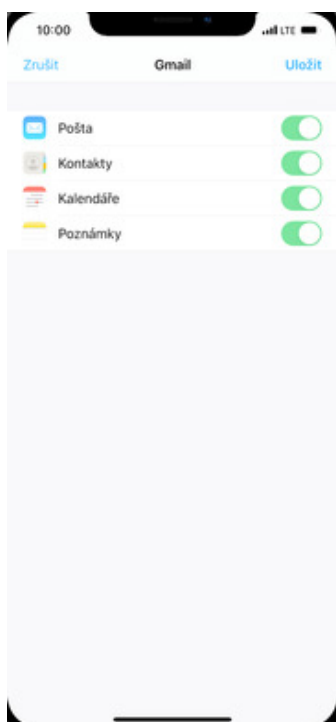 10:00 LTE
Zrušit Gmail Uložit
Pošta
Kontakty
Kalendáře
Poznámky